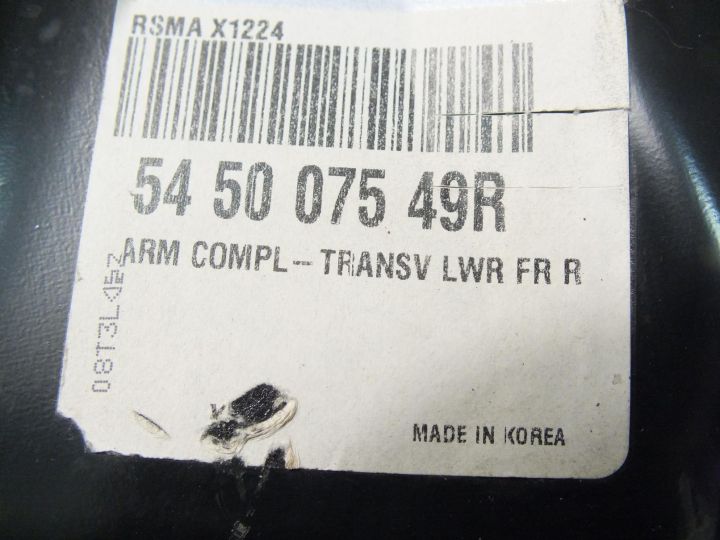 RSMA X1224
54 50 075 49R
ARM COMPL-TRANSV LWR FR R
MADE IN KOREA